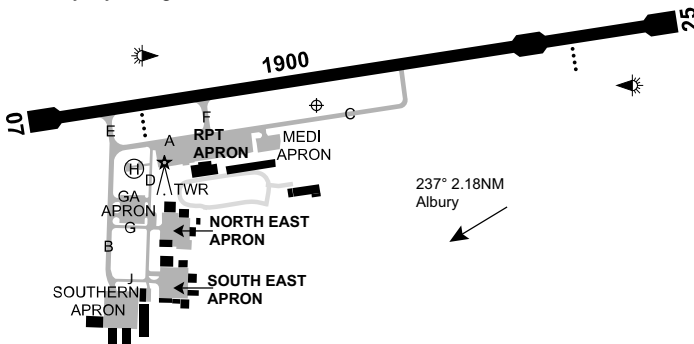 25
1900
07
E
F
C
A
RPT
APRON
MEDI
APRON
H
D
TWR
237° 2.18NM
Albury
GA
APRON
G
NORTH EAST
APRON
B
J
SOUTH EAST
APRON
SOUTHERN
APRON